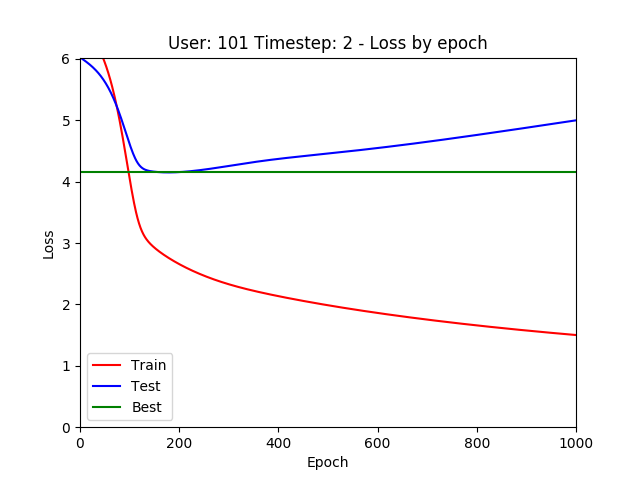 User: 101 Timestep: 2 - Loss by epoch
6
5
4
3
2
1
0
Loss
Train
Test
Best
0 200 400 600 800 1000
Epoch